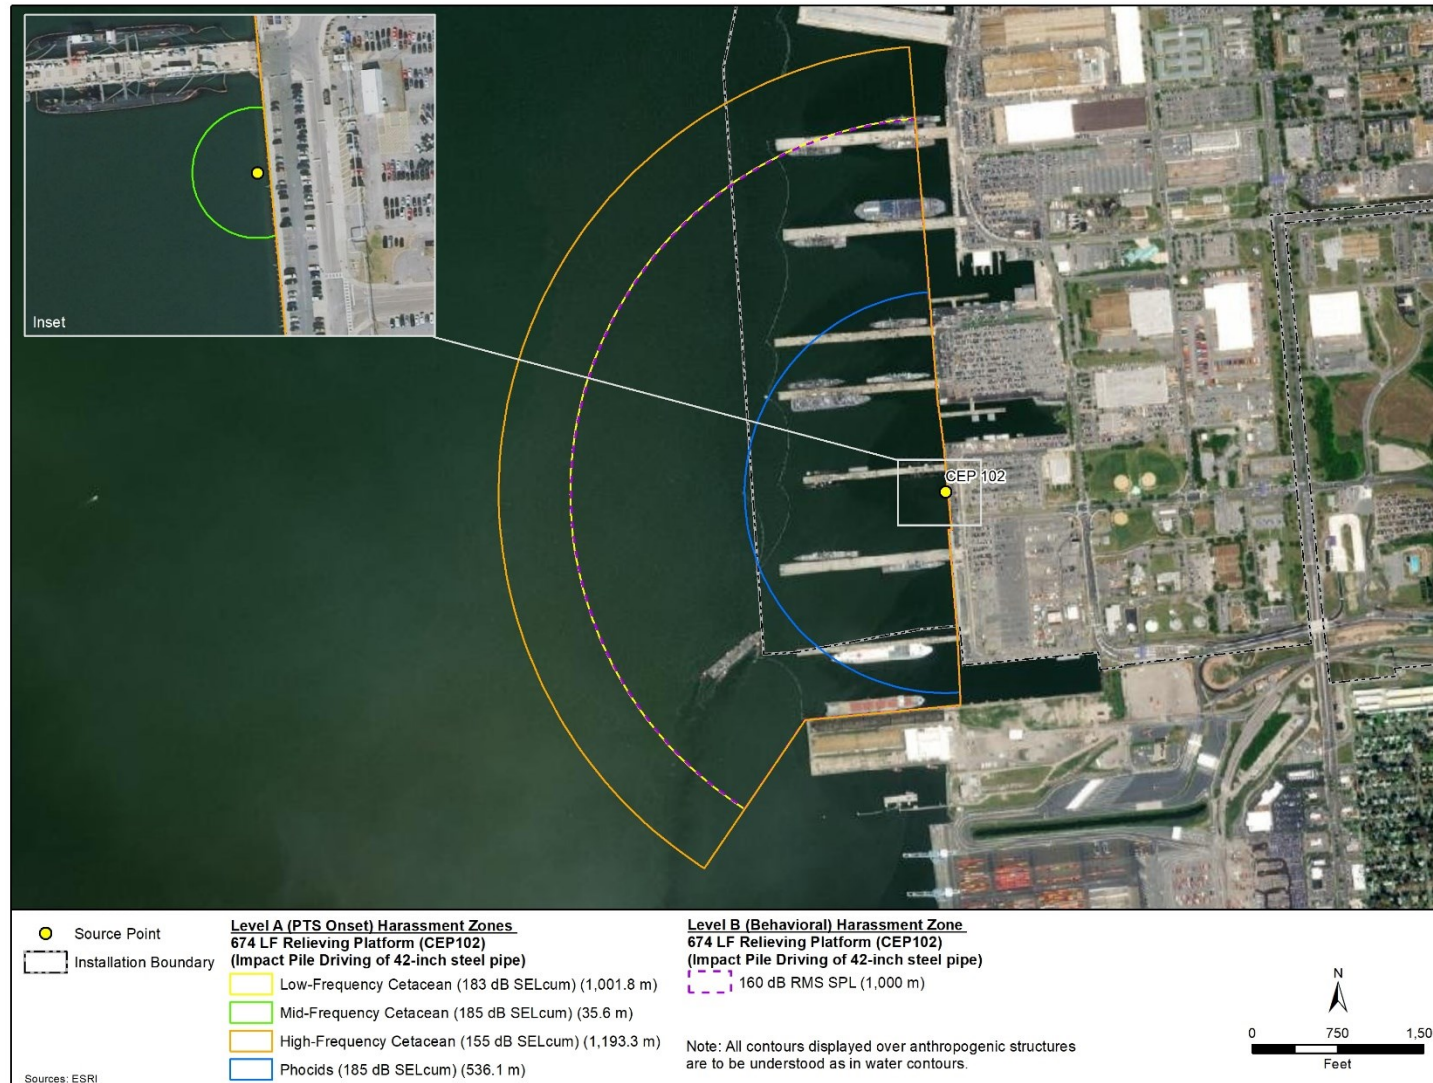 Inset
CEP 102
Source Point
Installation Boundary
Level A (PTS Onset) Harassment Zones
674 LF Relieving Platform (CEP102)
(Impact Pile Driving of 42-inch steel pipe)
Low-Frequency Cetacean (183 dB SELcum) (1,001.8 m)
Mid-Frequency Cetacean (185 dB SELcum) (35.6 m)
High-Frequency Cetacean (155 dB SELcum) (1,193.3 m)
Phocids (185 dB SELcum) (536.1 m)
Level B (Behavioral) Harassment Zone
674 LF Relieving Platform (CEP102)
(Impact Pile Driving of 42-inch steel pipe)
160 dB RMS SPL (1,000 m)
Note: All contours displayed over anthropogenic structures
are to be understood as in water contours.
N
0 750 1,50
Feet
Sources: ESRI